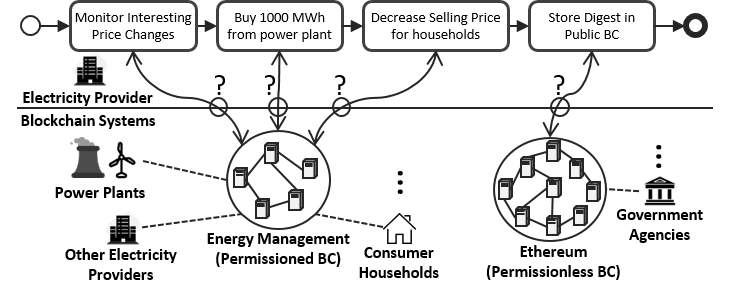 Monitor Interesting
Price Changes
Buy 1000 MWh
from power plant
Decrease Selling Price
for households
Store Digest in
Public BC
? ? ? ?
Electricity Provider
Blockchain Systems
Power Plants
Other Electricity
Providers
Energy Management
(Permissioned BC)
Consumer
Households
Ethereum
(Permissionless BC)
Government
Agencies